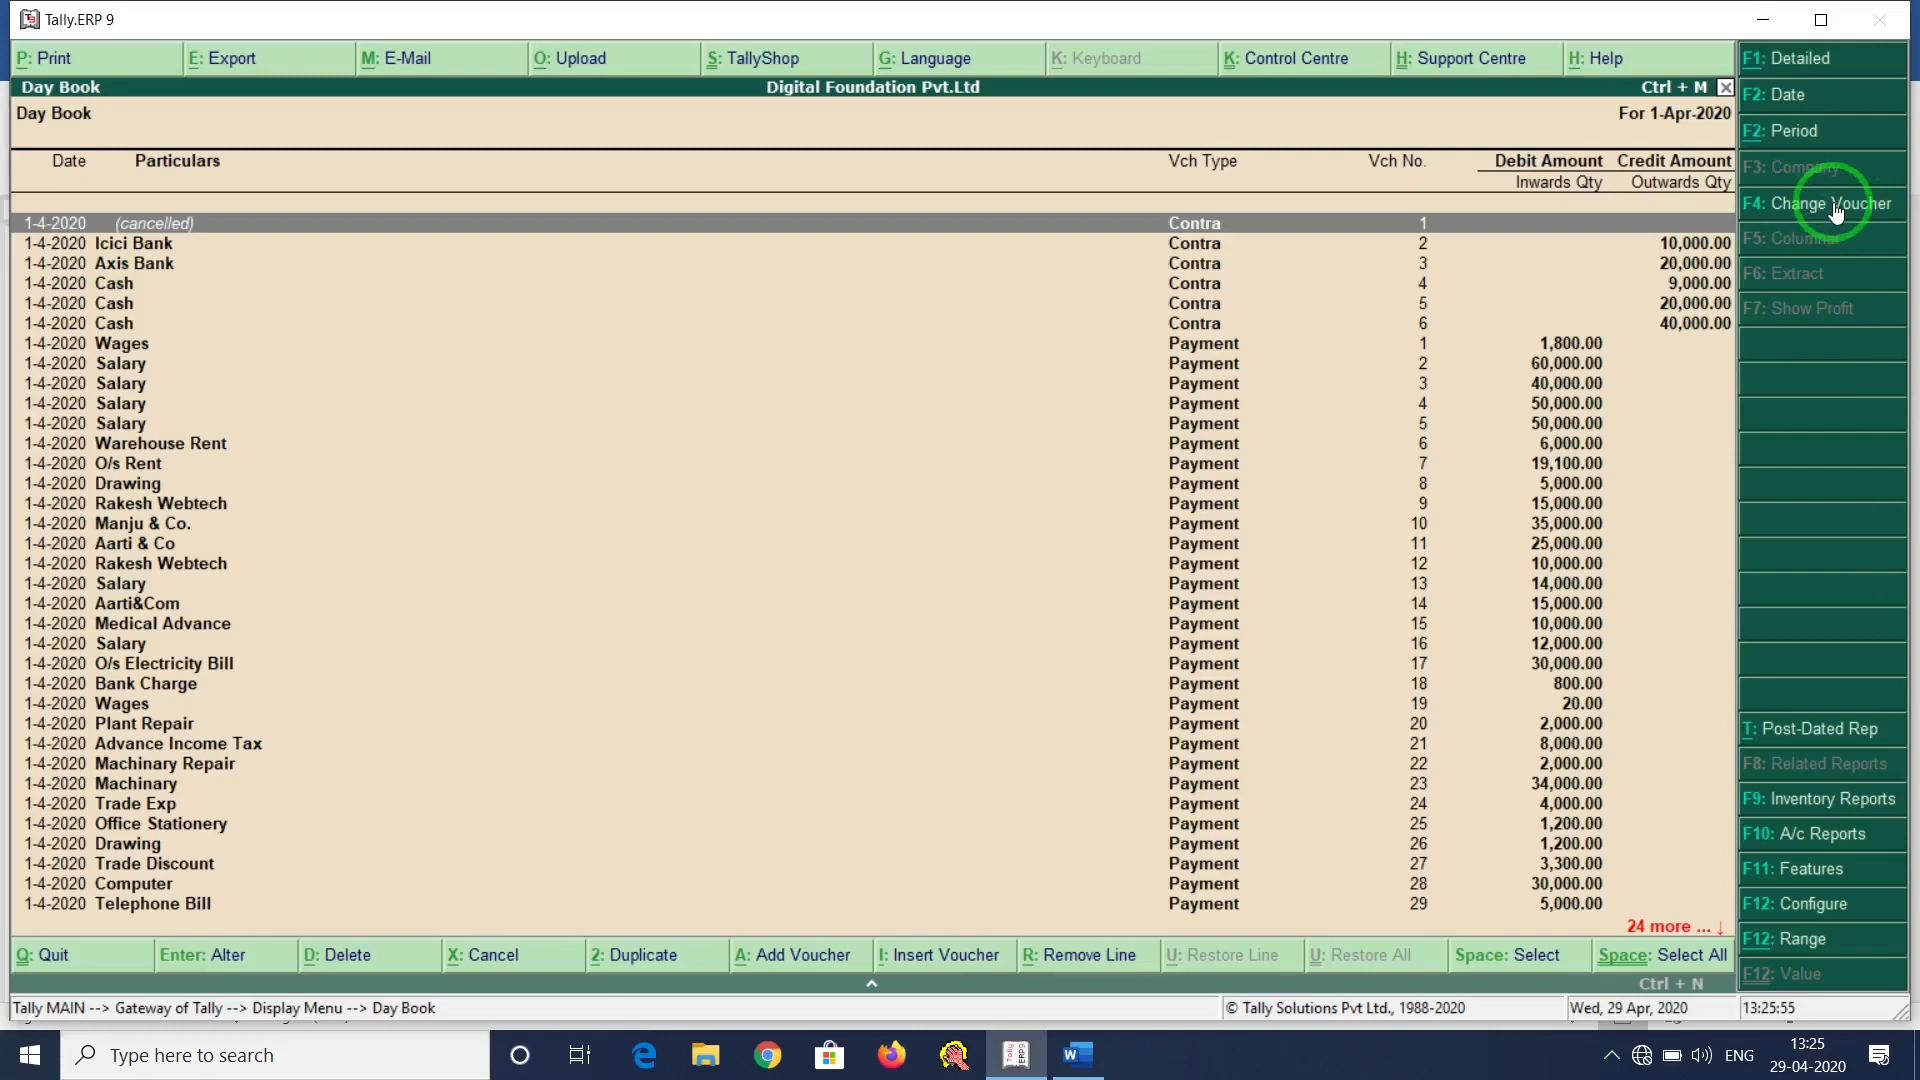 Tally.ERP 9
P: Print E: Export M: E-Mail O: Upload S: TallyShop G: Language K: Keyboard K: Control Centre H: Support Centre H: Help
Day Book Digital Foundation Pvt.Ltd Ctrl + M
Day Book For 1-Apr-2020
Date Particulars Vch Type Vch No. Debit Amount Credit Amount
Inwards Qty Outwards Qty
1-4-2020 (cancelled) Contra 1
1-4-2020 Icici Bank Contra 2 10,000.00
1-4-2020 Axis Bank Contra 3 20,000.00
1-4-2020 Cash Contra 4 9,000.00
1-4-2020 Cash Contra 5 20,000.00
1-4-2020 Cash Contra 6 40,000.00
1-4-2020 Wages Payment 1 1,800.00
1-4-2020 Salary Payment 2 60,000.00
1-4-2020 Salary Payment 3 40,000.00
1-4-2020 Salary Payment 4 50,000.00
1-4-2020 Salary Payment 5 50,000.00
1-4-2020 Warehouse Rent Payment 6 6,000.00
1-4-2020 O/s Rent Payment 7 19,100.00
1-4-2020 Drawing Payment 8 5,000.00
1-4-2020 Rakesh Webtech Payment 9 15,000.00
1-4-2020 Manju & Co. Payment 10 35,000.00
1-4-2020 Aarti & Co Payment 11 25,000.00
1-4-2020 Rakesh Webtech Payment 12 10,000.00
1-4-2020 Salary Payment 13 14,000.00
1-4-2020 Aarti&Com Payment 14 15,000.00
1-4-2020 Medical Advance Payment 15 10,000.00
1-4-2020 Salary Payment 16 12,000.00
1-4-2020 O/s Electricity Bill Payment 17 30,000.00
1-4-2020 Bank Charge Payment 18 800.00
1-4-2020 Wages Payment 19 20.00
1-4-2020 Plant Repair Payment 20 2,000.00
1-4-2020 Advance Income Tax Payment 21 8,000.00
1-4-2020 Machinary Repair Payment 22 2,000.00
1-4-2020 Machinary Payment 23 34,000.00
1-4-2020 Trade Exp Payment 24 4,000.00
1-4-2020 Office Stationery Payment 25 1,200.00
1-4-2020 Drawing Payment 26 1,200.00
1-4-2020 Trade Discount Payment 27 3,300.00
1-4-2020 Computer Payment 28 30,000.00
1-4-2020 Telephone Bill Payment 29 5,000.00
24 more ... ↓
F1: Detailed
F2: Date
F2: Period
F3: Company
F4: Change Voucher
F5: Columnar
F6: Extract
F7: Show Profit
T: Post-Dated Rep
F8: Related Reports
F9: Inventory Reports
F10: A/c Reports
F11: Features
F12: Configure
F12: Range
F12: Value
Q: Quit Enter: Alter D: Delete X: Cancel 2: Duplicate A: Add Voucher I: Insert Voucher R: Remove Line U: Restore Line U: Restore All Space: Select Space: Select All
Ctrl + N
Tally MAIN --> Gateway of Tally --> Display Menu --> Day Book © Tally Solutions Pvt Ltd., 1988-2020 Wed, 29 Apr, 2020 13:25:55
Type here to search ENG 13:25
29-04-2020